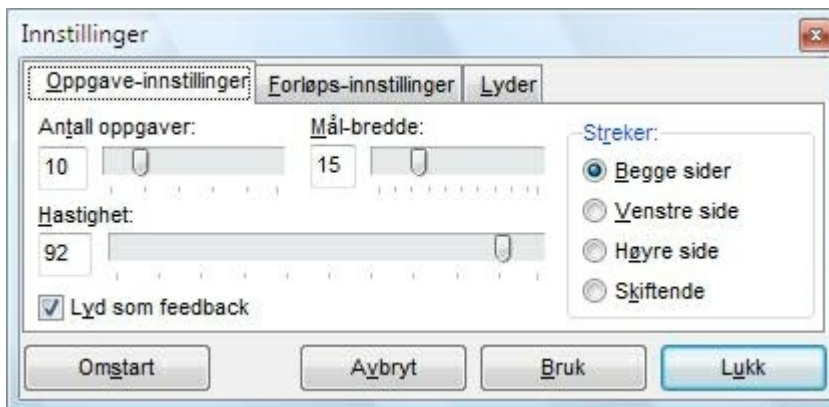 Innstillinger
Oppgave-innstillinger Forløps-innstillinger Lyder
Antall oppgaver: Mål-bredde: Streker:
10 15 Begge sider
Venstre side
Hastighet:
92 Høyre side
Skiftende
Lyd som feedback
Omstart Avbryt Bruk Lukk